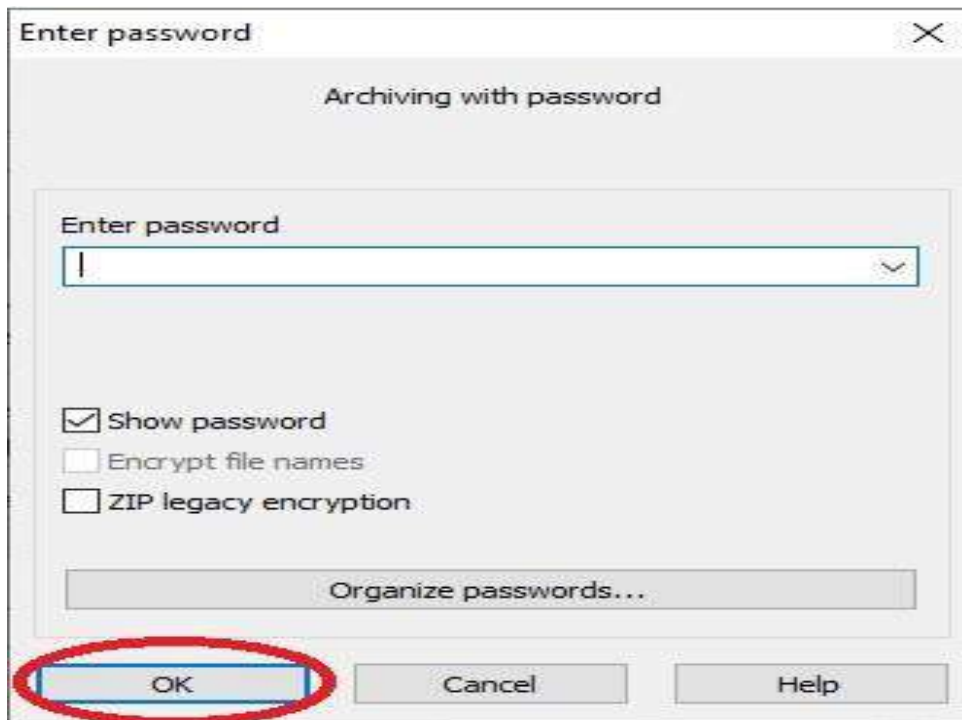 Enter password
Archiving with password
Enter password
Show password
Encrypt file names
ZIP legacy encryption
Organize passwords...
OK Cancel Help